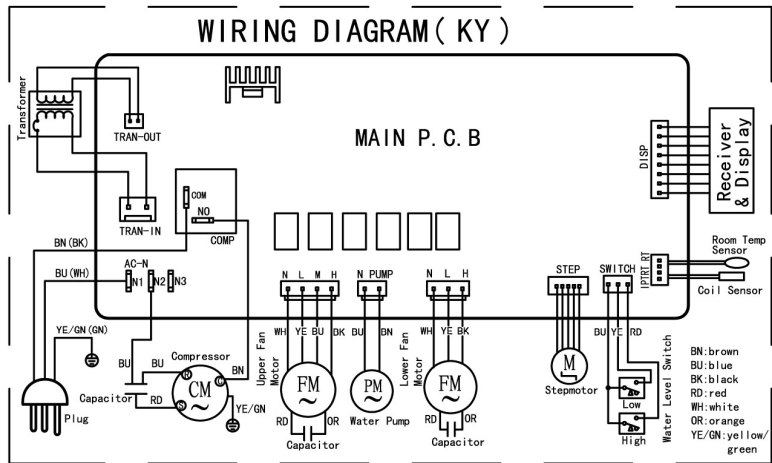 WIRING DIAGRAM( KY)
Transformer
TRAN-OUT
MAIN P.C.B
DISP
Receiver
& Display
TRAN-IN
COM
NO
COMP
BN(BK)
BU(WH)
AC-N
N1 N2 N3
YE/GN(GN)
N L M H
N PUMP
N L H
STEP
SWITCH
IPTRT RT
Room Temp
Sensor
Coil Sensor
Upper Fan
Motor
WH YE BU BK
BU BN
Lower Fan
Motor
WH YE BK
BU YE RD
BU BU
Compressor
BN
R C S
CM
~
RD
Capacitor
YE/GN
Plug
FM
~
RD OR
Capacitor
PM
~
Water Pump
FM
~
RD OR
Capacitor
M
Stepmotor
Low
High
Water Level Switch
BN:brown
BU:blue
BK:black
RD:red
WH:white
OR:orange
YE/GN:yellow/
green